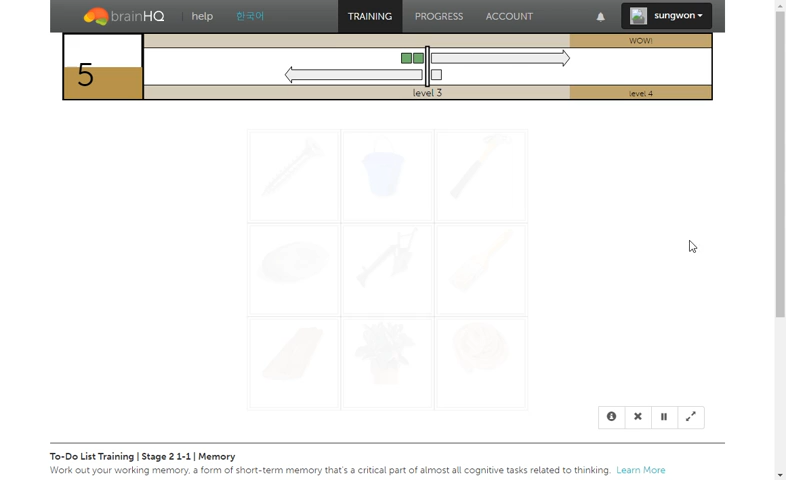 brainHQ help 한국어 TRAINING PROGRESS ACCOUNT sungwon
WOW!
5
level 3 level 4
To-Do List Training | Stage 2 1-1 | Memory
Work out your working memory, a form of short-term memory that's a critical part of almost all cognitive tasks related to thinking. Learn More